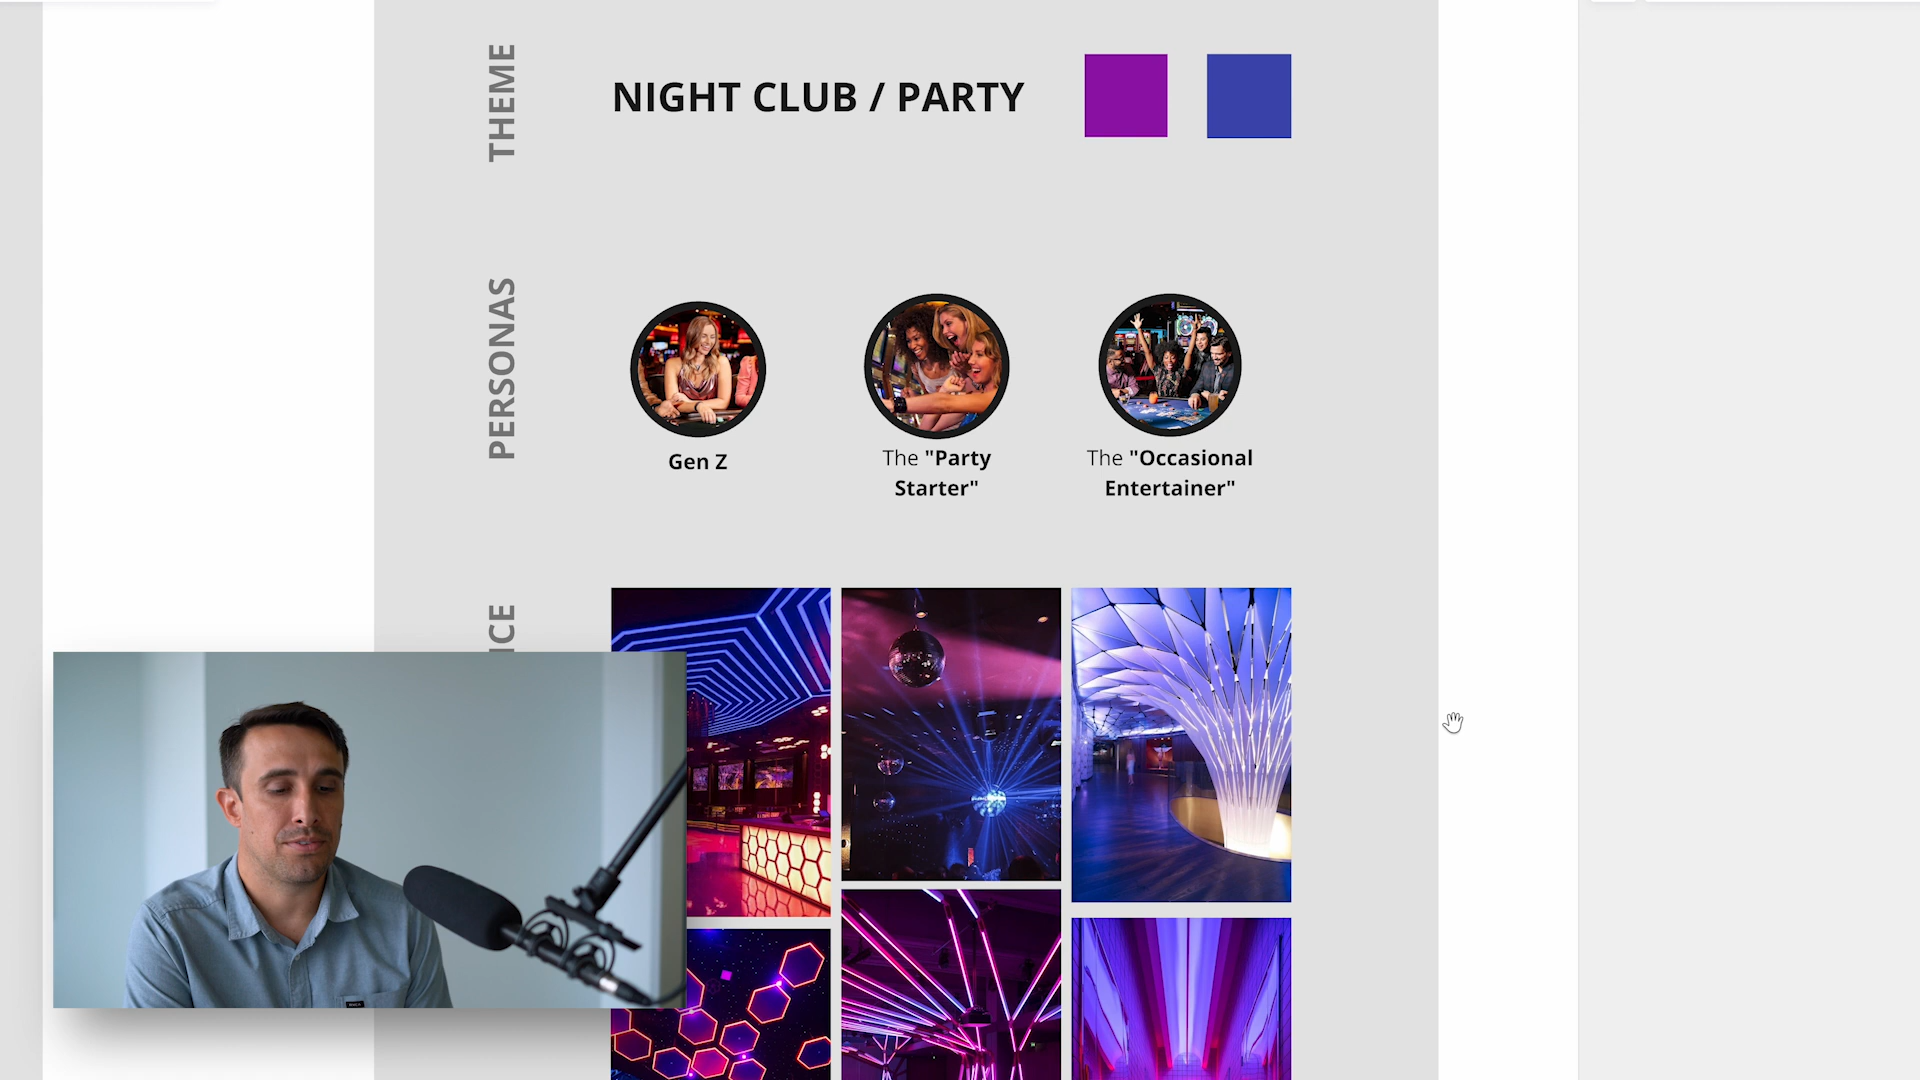 THEME
NIGHT CLUB / PARTY
PERSONAS
Gen Z
The "Party
Starter"
The "Occasional
Entertainer"
ICE